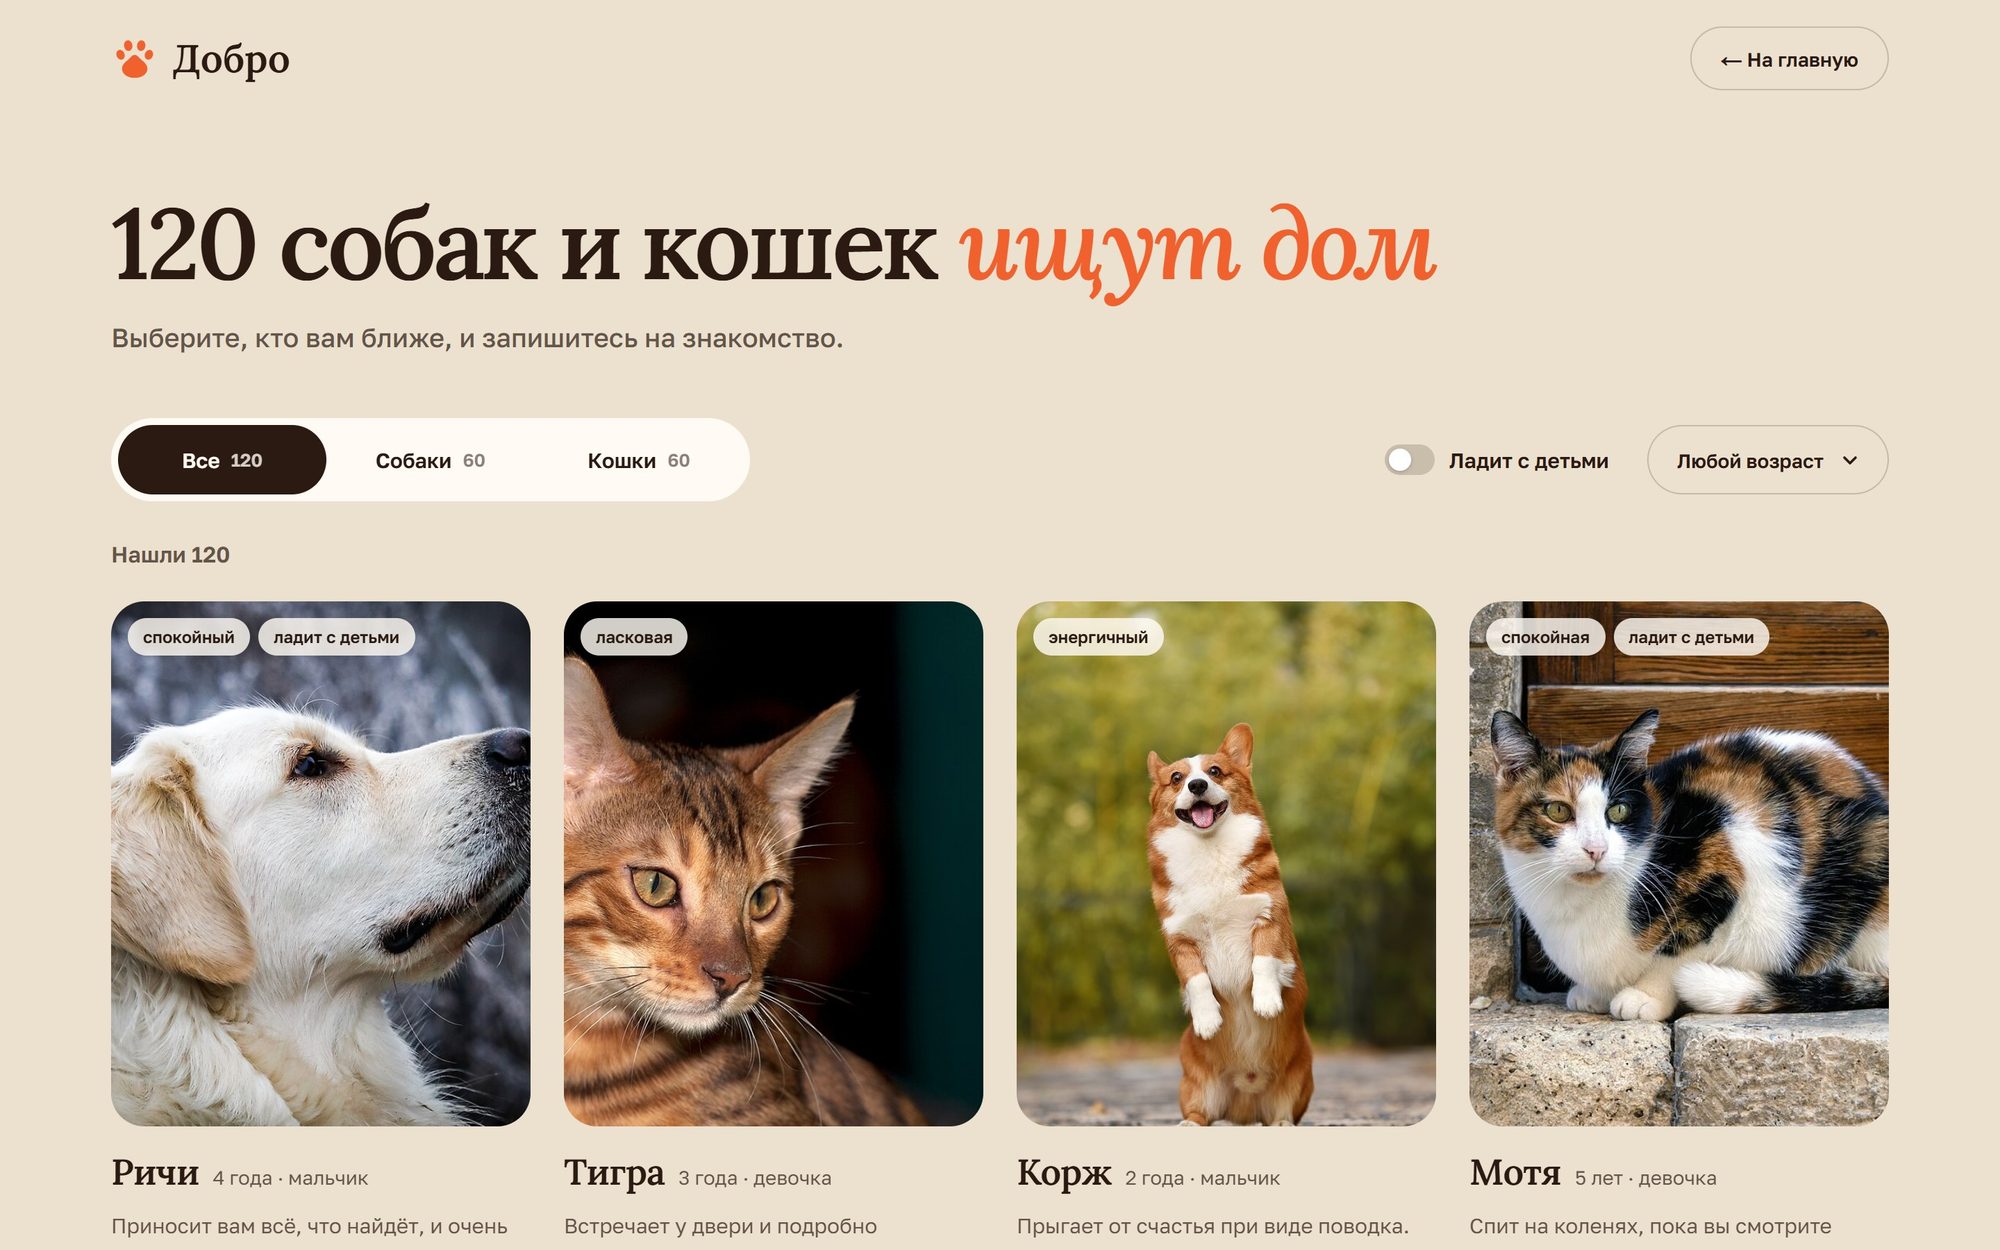 Добро
← На главную
120 собак и кошек ищут дом
Выберите, кто вам ближе, и запишитесь на знакомство.
Все 120
Собаки 60
Кошки 60
Ладит с детьми
Любой возраст
Нашли 120
спокойный
ладит с детьми
ласковая
энергичный
спокойная
ладит с детьми
Ричи 4 года · мальчик
Приносит вам всё, что найдёт, и очень
Тигра 3 года · девочка
Встречает у двери и подробно
Корж 2 года · мальчик
Прыгает от счастья при виде поводка.
Мотя 5 лет · девочка
Спит на коленях, пока вы смотрите